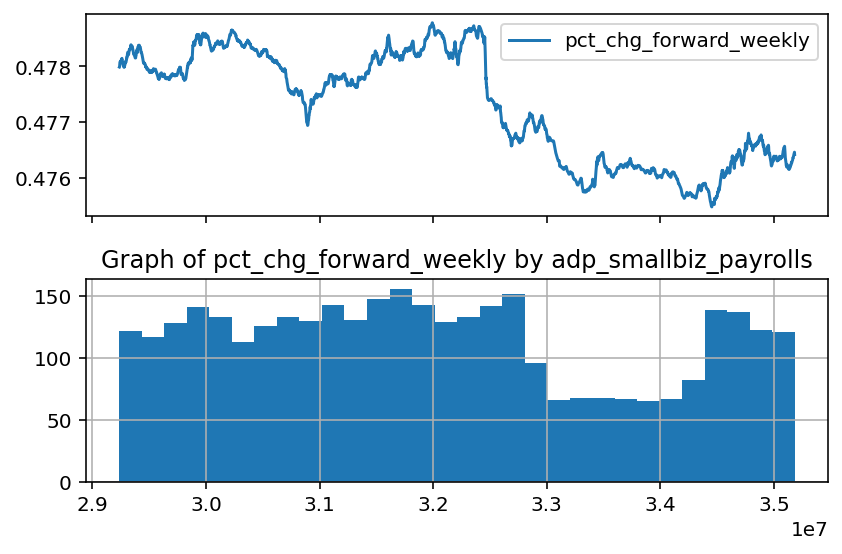 pct_chg_forward_weekly
0.478
0.477
0.476
Graph of pct_chg_forward_weekly by adp_smallbiz_payrolls
150
100
50
0
2.9 3.0 3.1 3.2 3.3 3.4 3.5
1e7